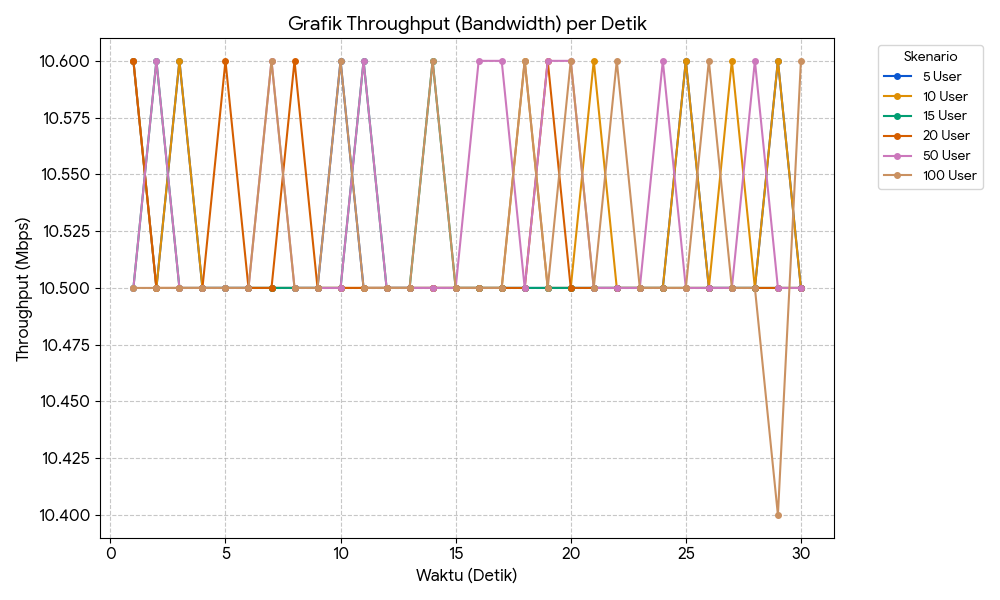 Grafik Throughput (Bandwidth) per Detik
Throughput (Mbps)
10.600
10.575
10.550
10.525
10.500
10.475
10.450
10.425
10.400
0 5 10 15 20 25 30
Waktu (Detik)
Skenario
5 User
10 User
15 User
20 User
50 User
100 User